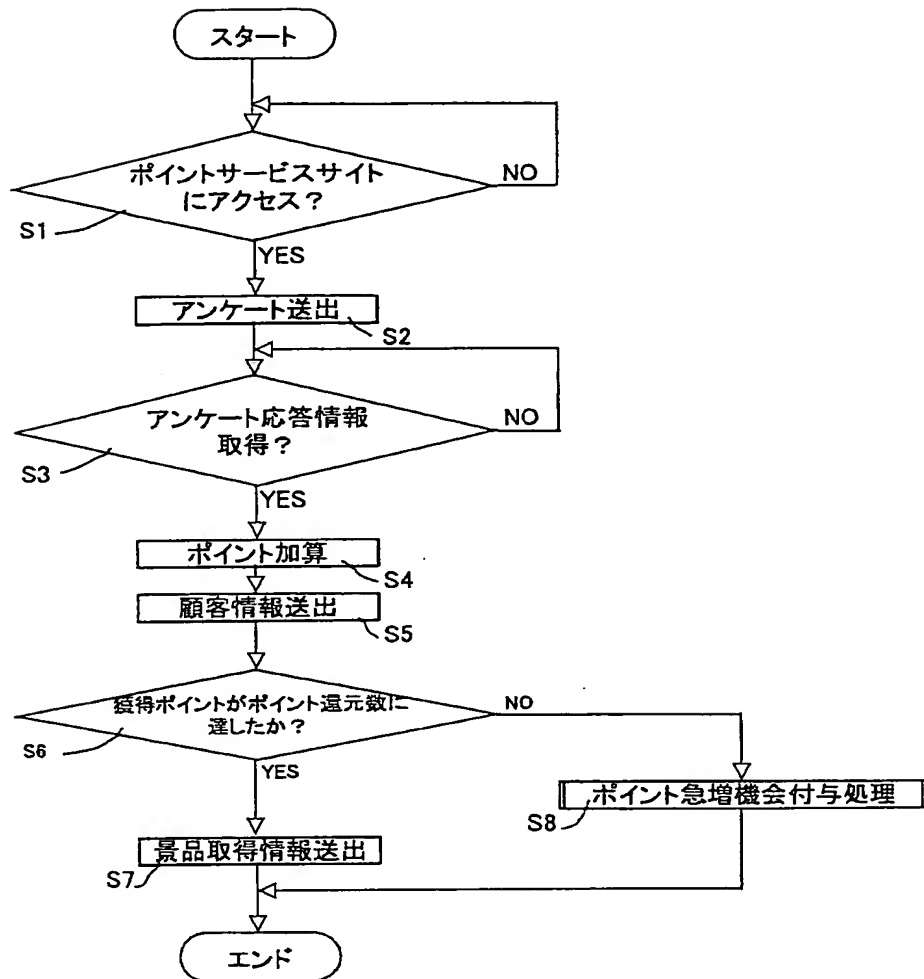 スタート
ポイントサービスサイト
にアクセス？
NO
S1
YES
アンケート送出
S2
アンケート応答情報
取得？
NO
S3
YES
ポイント加算
S4
顧客情報送出
S5
獲得ポイントがポイント還元数に
達したか？
NO
S6
YES
ポイント急増機会付与処理
S8
景品取得情報送出
S7
エンド